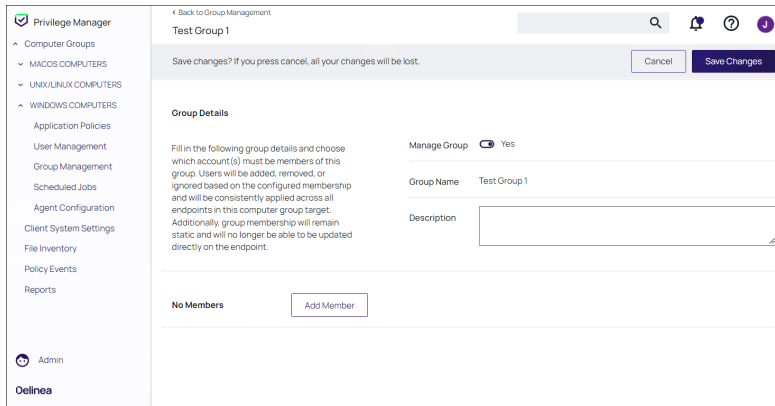 Privilege Manager
Computer Groups
MACOS COMPUTERS
UNIX/LINUX COMPUTERS
WINDOWS COMPUTERS
Application Policies
User Management
Group Management
Scheduled Jobs
Agent Configuration
Client System Settings
File Inventory
Policy Events
Reports
Admin
Delinea
Back to Group Management
Test Group 1
J
Save changes? If you press cancel, all your changes will be lost.
Cancel
Save Changes
Group Details
Fill in the following group details and choose
which account(s) must be members of this
group. Users will be added, removed, or
ignored based on the configured membership
and will be consistently applied across all
endpoints in this computer group target.
Additionally, group membership will remain
static and will no longer be able to be updated
directly on the endpoint.
Manage Group Yes
Group Name Test Group 1
Description
No Members
Add Member